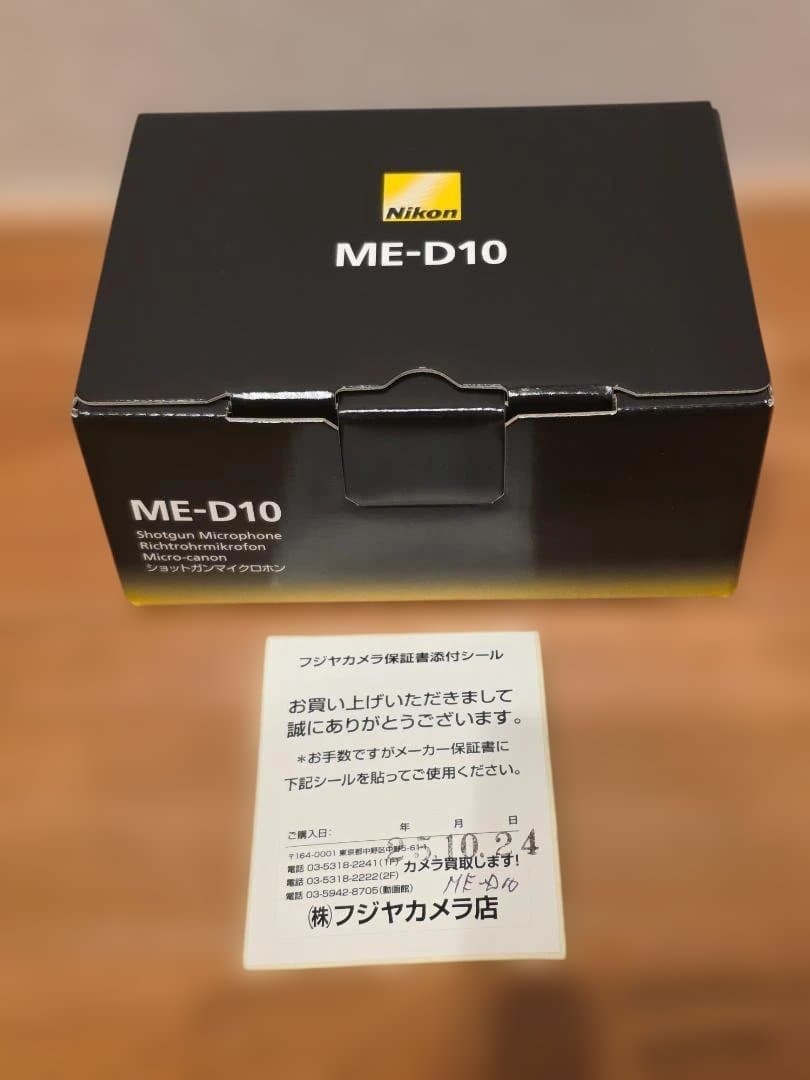 Nikon
ME-D10
ME-D10
Shotgun Microphone
Richtrohrmikrofon
Micro-canon
ショットガンマイクロホン
フジヤカメラ保証書添付シール
お買い上げいただきまして
誠にありがとうございます。
*お手数ですがメーカー保証書に
下記シールを貼ってご使用ください。
ご購入日: 年 月 日
25.10.24
〒164-0001 東京都中野区中野5-61-1
電話 03-5318-2241(1F) カメラ買取します!
電話 03-5318-2222(2F) ME-D10
電話 03-5942-8705(動画館)
㈱フジヤカメラ店